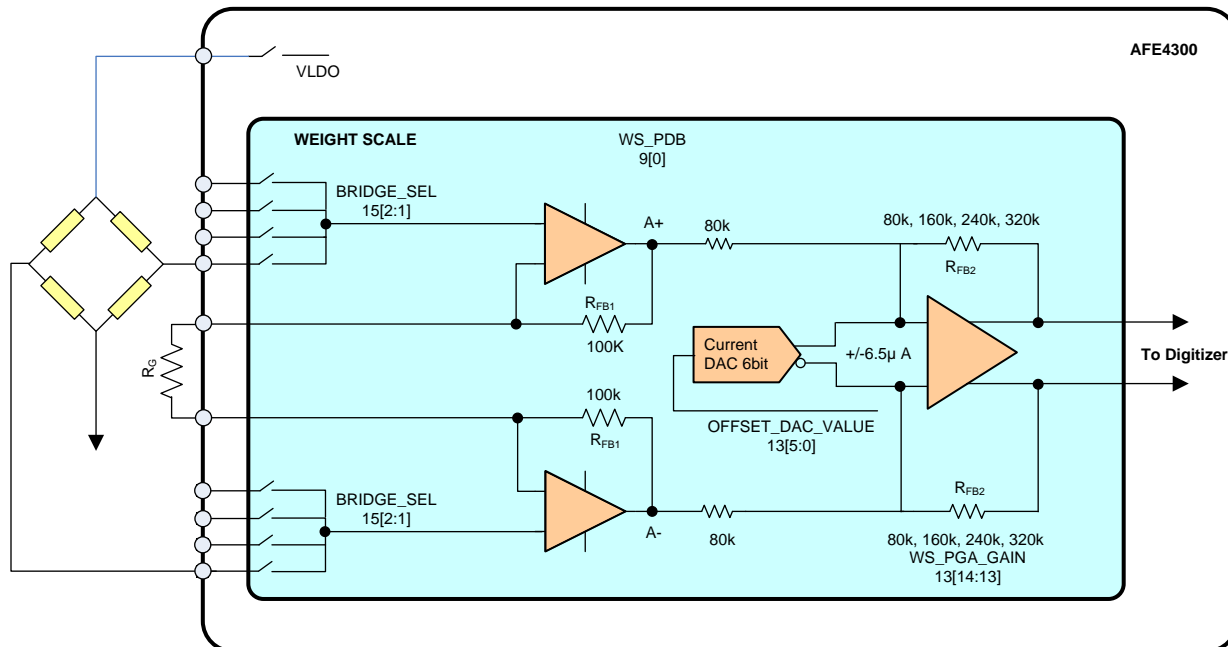 AFE4300
VLDO
WEIGHT SCALE
WS_PDB
9[0]
BRIDGE_SEL
15[2:1]
A+
80k
80k, 160k, 240k, 320k
RFB2
RFB1
100K
RG
Current
DAC 6bit
+/-6.5µ A
To Digitizer
100k
RFB1
OFFSET_DAC_VALUE
13[5:0]
BRIDGE_SEL
15[2:1]
A-
80k
RFB2
80k, 160k, 240k, 320k
WS_PGA_GAIN
13[14:13]